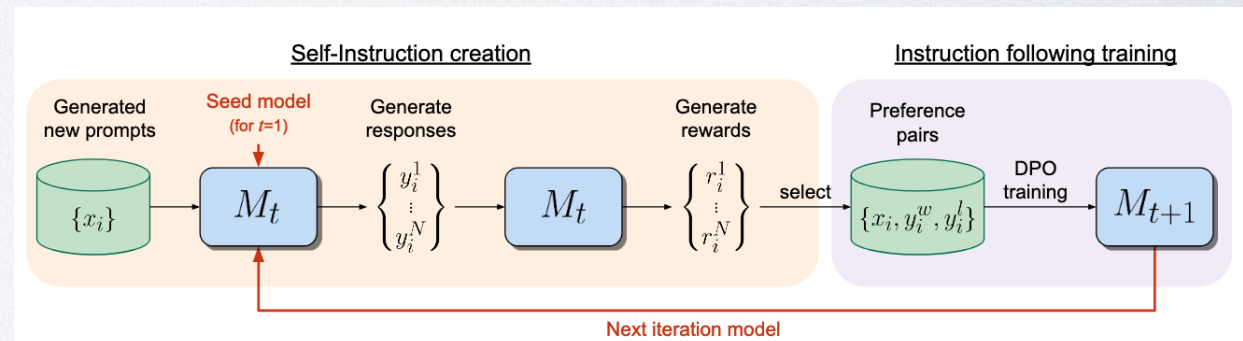 Self-Instruction creation
Instruction following training
Generated
new prompts
Seed model
(for t=1)
Generate
responses
Generate
rewards
Preference
pairs
{x_i}
M_t
{y_i^1
⋮
y_i^N}
M_t
{r_i^1
⋮
r_i^N}
select
{x_i, y_i^w, y_i^l}
DPO
training
M_{t+1}
Next iteration model